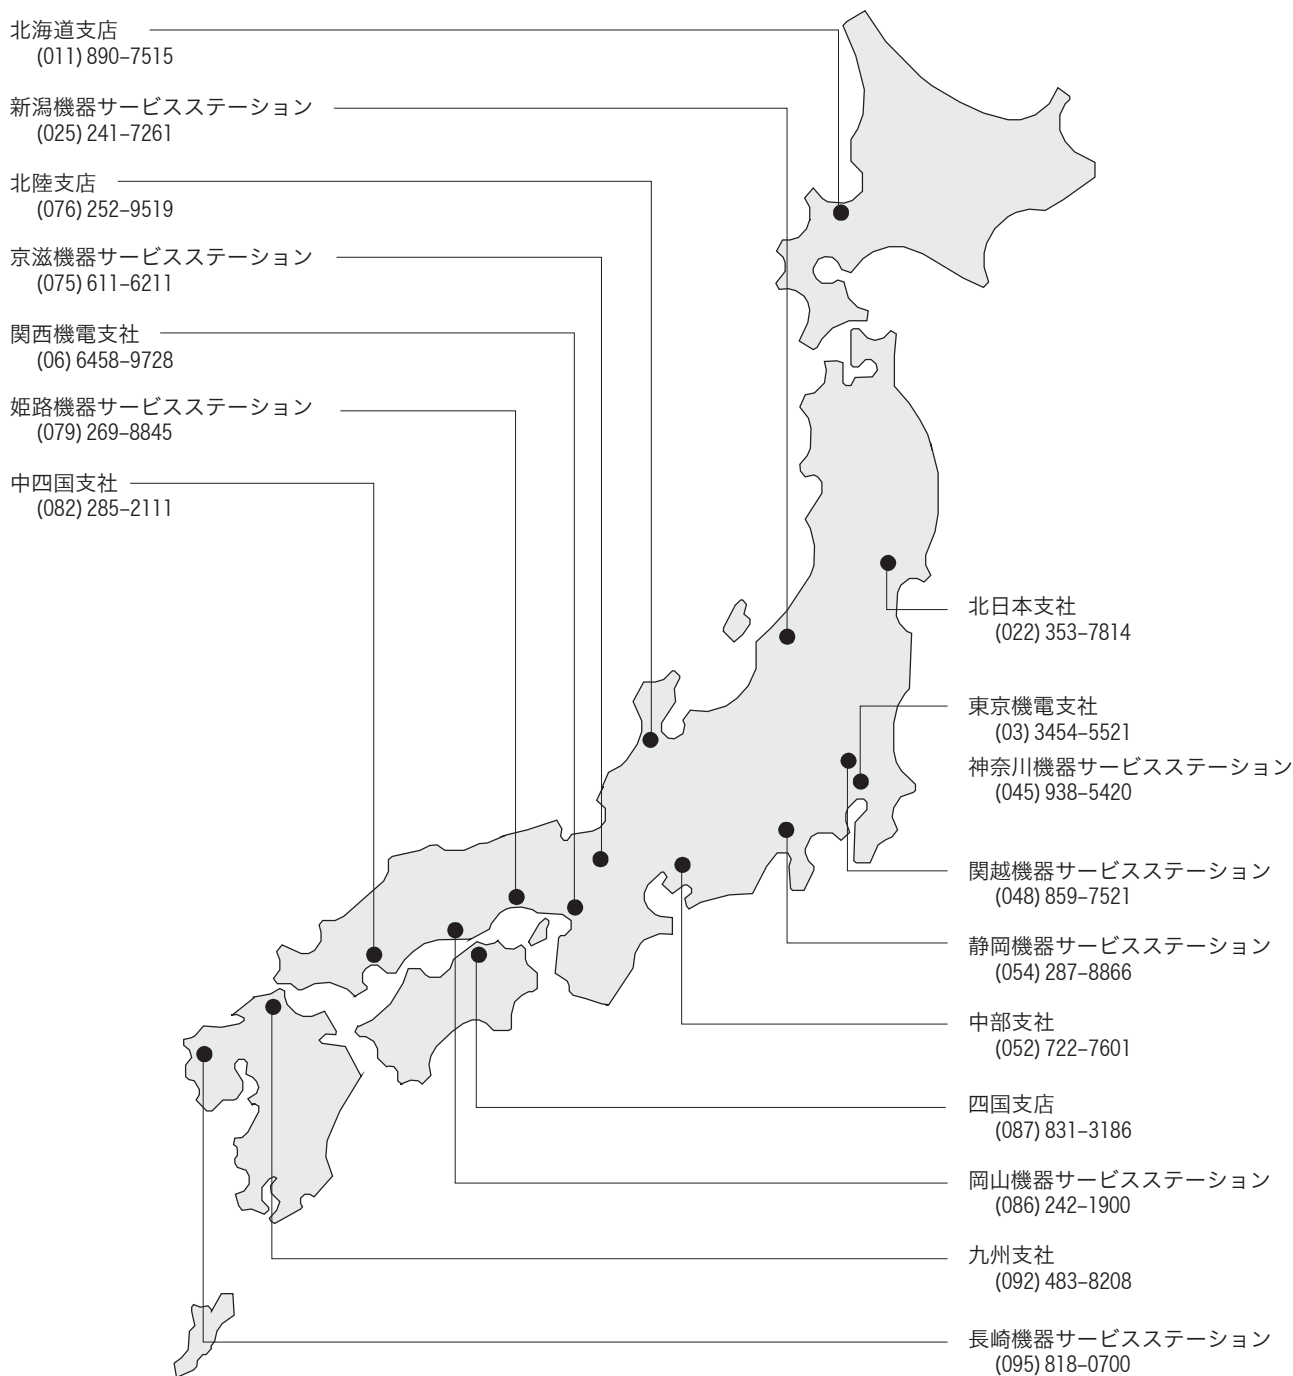 北海道支店
(011) 890–7515
新潟機器サービスステーション
(025) 241–7261
北陸支店
(076) 252–9519
京滋機器サービスステーション
(075) 611–6211
関西機電支社
(06) 6458–9728
姫路機器サービスステーション
(079) 269–8845
中四国支社
(082) 285–2111
北日本支社
(022) 353–7814
東京機電支社
(03) 3454–5521
神奈川機器サービスステーション
(045) 938–5420
関越機器サービスステーション
(048) 859–7521
静岡機器サービスステーション
(054) 287–8866
中部支社
(052) 722–7601
四国支店
(087) 831–3186
岡山機器サービスステーション
(086) 242–1900
九州支社
(092) 483–8208
長崎機器サービスステーション
(095) 818–0700